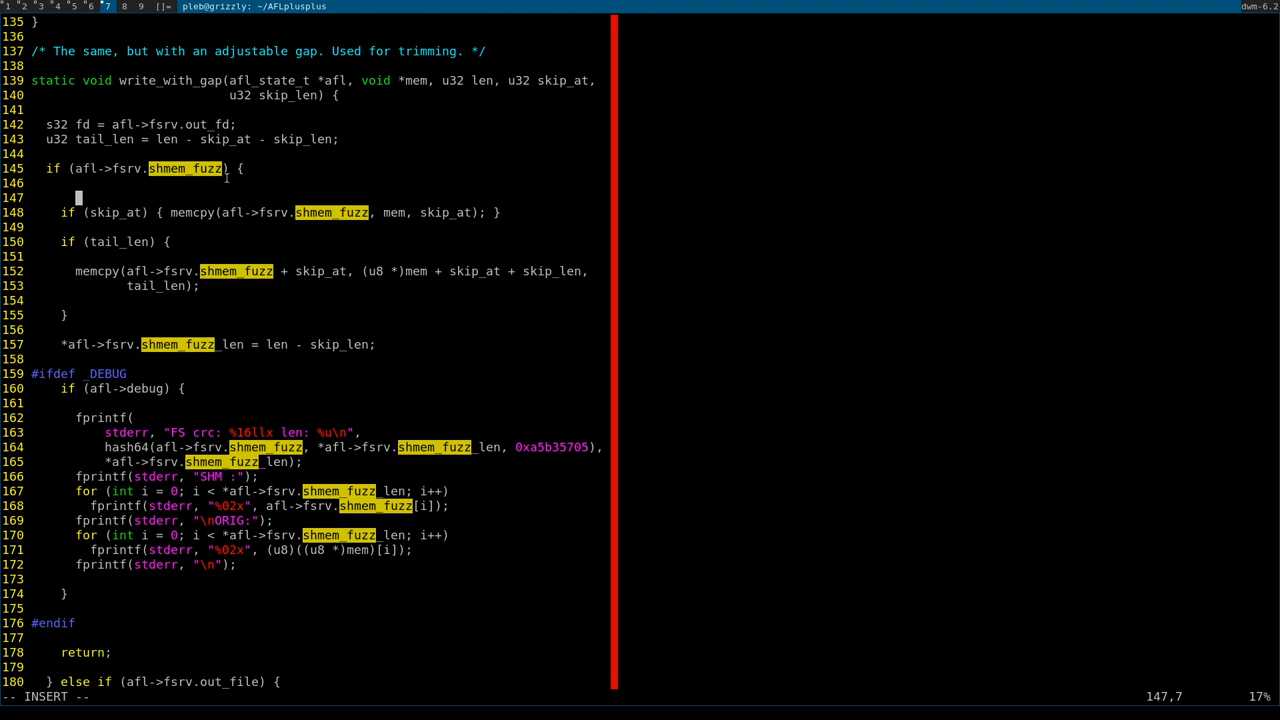 1 2 3 4 5 6 7 8 9 []= pleb@grizzly: ~/AFLplusplus dwm-6.2
135 }
136
137 /* The same, but with an adjustable gap. Used for trimming. */
138
139 static void write_with_gap(afl_state_t *afl, void *mem, u32 len, u32 skip_at,
140                            u32 skip_len) {
141
142   s32 fd = afl->fsrv.out_fd;
143   u32 tail_len = len - skip_at - skip_len;
144
145   if (afl->fsrv.shmem_fuzz) {
146
147
148     if (skip_at) { memcpy(afl->fsrv.shmem_fuzz, mem, skip_at); }
149
150     if (tail_len) {
151
152       memcpy(afl->fsrv.shmem_fuzz + skip_at, (u8 *)mem + skip_at + skip_len,
153              tail_len);
154
155     }
156
157     *afl->fsrv.shmem_fuzz_len = len - skip_len;
158
159 #ifdef _DEBUG
160     if (afl->debug) {
161
162       fprintf(
163           stderr, "FS crc: %16llx len: %u\n",
164           hash64(afl->fsrv.shmem_fuzz, *afl->fsrv.shmem_fuzz_len, 0xa5b35705),
165           *afl->fsrv.shmem_fuzz_len);
166       fprintf(stderr, "SHM :");
167       for (int i = 0; i < *afl->fsrv.shmem_fuzz_len; i++)
168         fprintf(stderr, "%02x", afl->fsrv.shmem_fuzz[i]);
169       fprintf(stderr, "\nORIG:");
170       for (int i = 0; i < *afl->fsrv.shmem_fuzz_len; i++)
171         fprintf(stderr, "%02x", (u8)((u8 *)mem)[i]);
172       fprintf(stderr, "\n");
173
174     }
175
176 #endif
177
178     return;
179
180   } else if (afl->fsrv.out_file) {
-- INSERT -- 147,7 17%